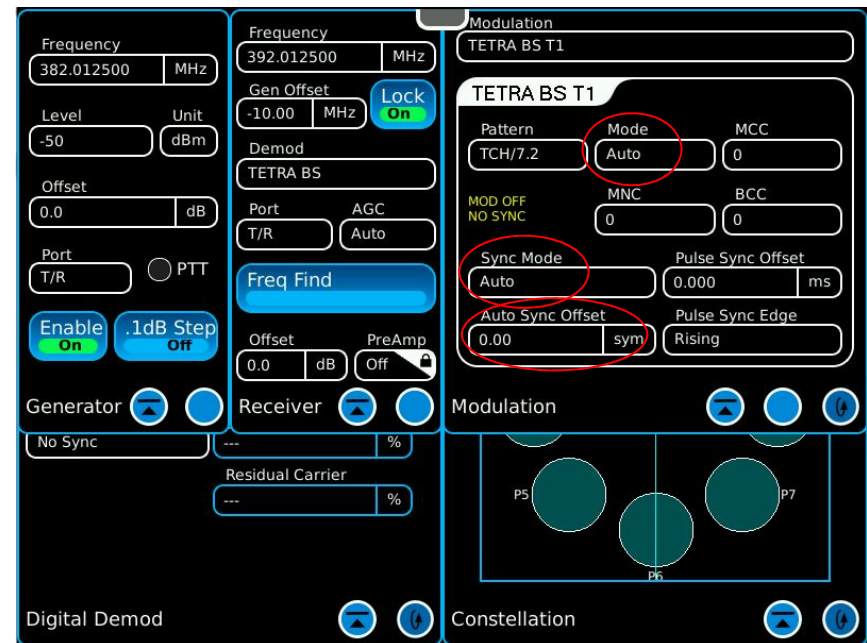 Frequency
382.012500 MHz
Level Unit
-50 dBm
Offset
0.0 dB
Port
T/R PTT
Enable On .1dB Step Off
Generator
Frequency
392.012500 MHz
Gen Offset
-10.00 MHz Lock On
Demod
TETRA BS
Port AGC
T/R Auto
Freq Find
Offset PreAmp
0.0 dB Off
Receiver
Modulation
TETRA BS T1
TETRA BS T1
Pattern Mode MCC
TCH/7.2 Auto 0
MOD OFF
NO SYNC
MNC BCC
0 0
Sync Mode Pulse Sync Offset
Auto 0.000 ms
Auto Sync Offset Pulse Sync Edge
0.00 sym Rising
Modulation
No Sync --- %
Residual Carrier
--- %
Digital Demod
P5 P7
P6
Constellation